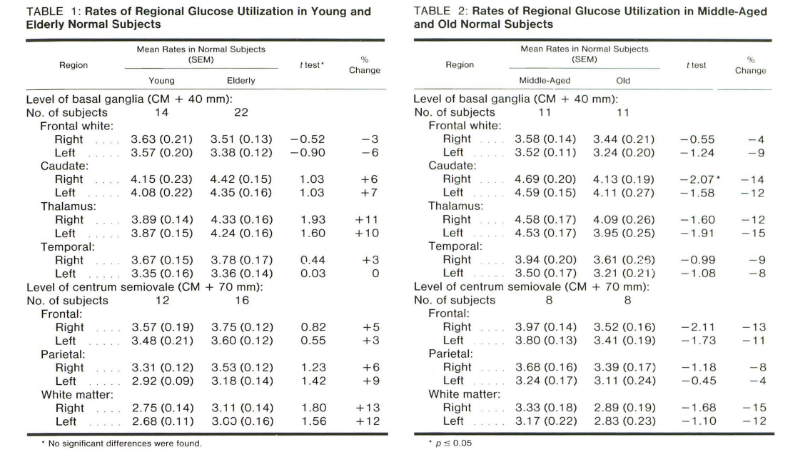 TABLE 1: Rates of Regional Glucose Utilization in Young and
Elderly Normal Subjects
Mean Rates in Normal Subjects
(SEM)
Region t test* % Change
Young Elderly
Level of basal ganglia (CM + 40 mm):
No. of subjects 14 22
Frontal white:
Right .... 3.63 (0.21) 3.51 (0.13) −0.52 −3
Left ..... 3.57 (0.20) 3.38 (0.12) −0.90 −6
Caudate:
Right .... 4.15 (0.23) 4.42 (0.15) 1.03 +6
Left ..... 4.08 (0.22) 4.35 (0.16) 1.03 +7
Thalamus:
Right .... 3.89 (0.14) 4.33 (0.16) 1.93 +11
Left ..... 3.87 (0.15) 4.24 (0.16) 1.60 +10
Temporal:
Right .... 3.67 (0.15) 3.78 (0.17) 0.44 +3
Left ..... 3.35 (0.16) 3.36 (0.14) 0.03 0
Level of centrum semiovale (CM + 70 mm):
No. of subjects 12 16
Frontal:
Right .... 3.57 (0.19) 3.75 (0.12) 0.82 +5
Left ..... 3.48 (0.21) 3.60 (0.12) 0.55 +3
Parietal:
Right .... 3.31 (0.12) 3.53 (0.12) 1.23 +6
Left ..... 2.92 (0.09) 3.18 (0.14) 1.42 +9
White matter:
Right .... 2.75 (0.14) 3.11 (0.14) 1.80 +13
Left ..... 2.68 (0.11) 3.00 (0.16) 1.56 +12
* No significant differences were found.
TABLE 2: Rates of Regional Glucose Utilization in Middle-Aged
and Old Normal Subjects
Mean Rates in Normal Subjects
(SEM)
Region t test % Change
Middle-Aged Old
Level of basal ganglia (CM + 40 mm):
No. of subjects 11 11
Frontal white:
Right .... 3.58 (0.14) 3.44 (0.21) −0.55 −4
Left ..... 3.52 (0.11) 3.24 (0.20) −1.24 −9
Caudate:
Right .... 4.69 (0.20) 4.13 (0.19) −2.07* −14
Left ..... 4.59 (0.15) 4.11 (0.27) −1.58 −12
Thalamus:
Right .... 4.58 (0.17) 4.09 (0.26) −1.60 −12
Left ..... 4.53 (0.17) 3.95 (0.25) −1.91 −15
Temporal:
Right .... 3.94 (0.20) 3.61 (0.25) −0.99 −9
Left ..... 3.50 (0.17) 3.21 (0.21) −1.08 −8
Level of centrum semiovale (CM + 70 mm):
No. of subjects 8 8
Frontal:
Right .... 3.97 (0.14) 3.52 (0.16) −2.11 −13
Left ..... 3.80 (0.13) 3.41 (0.19) −1.73 −11
Parietal:
Right .... 3.68 (0.16) 3.39 (0.17) −1.18 −8
Left ..... 3.24 (0.17) 3.11 (0.24) −0.45 −4
White matter:
Right .... 3.33 (0.18) 2.89 (0.19) −1.68 −15
Left ..... 3.17 (0.22) 2.83 (0.23) −1.10 −12
* p ≤ 0.05